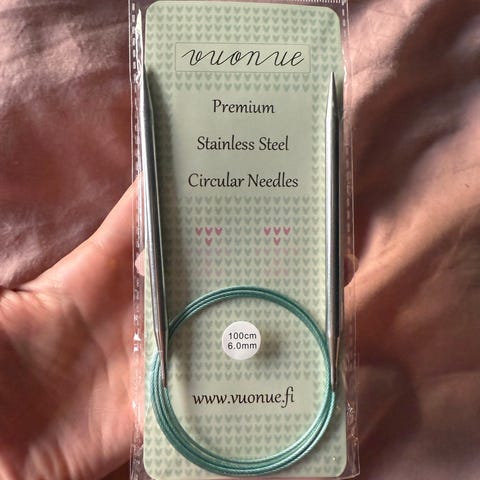 vuonue
Premium
Stainless Steel
Circular Needles
100cm
6.0mm
www.vuonue.fi